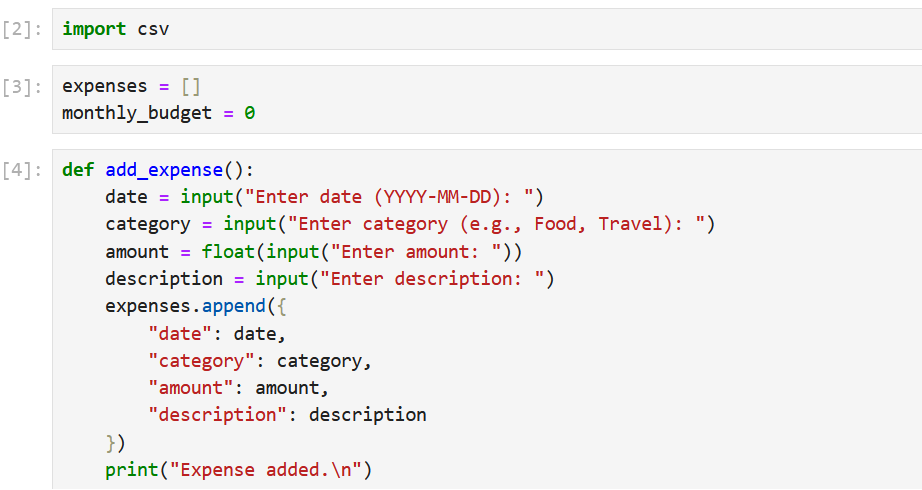 [2]: import csv
[3]: expenses = []
monthly_budget = 0
[4]: def add_expense():
    date = input("Enter date (YYYY-MM-DD): ")
    category = input("Enter category (e.g., Food, Travel): ")
    amount = float(input("Enter amount: "))
    description = input("Enter description: ")
    expenses.append({
        "date": date,
        "category": category,
        "amount": amount,
        "description": description
    })
    print("Expense added.\n")